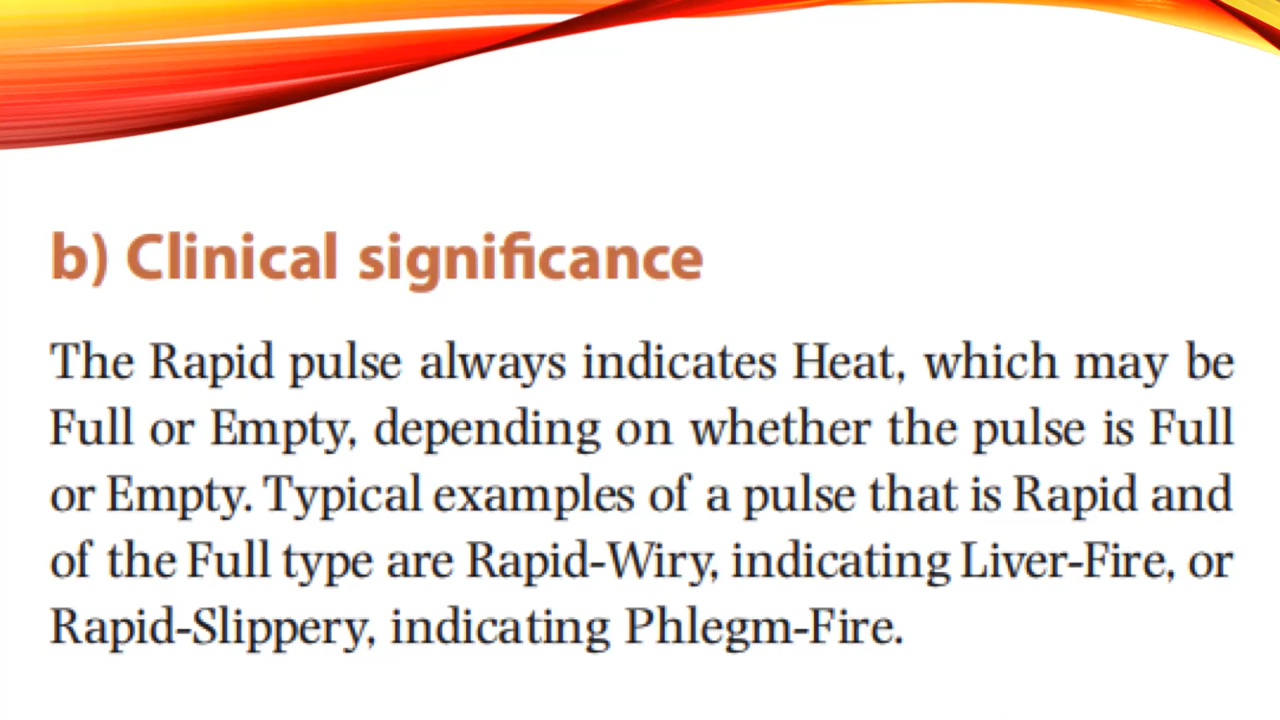 b) Clinical significance
The Rapid pulse always indicates Heat, which may be
Full or Empty, depending on whether the pulse is Full
or Empty. Typical examples of a pulse that is Rapid and
of the Full type are Rapid-Wiry, indicating Liver-Fire, or
Rapid-Slippery, indicating Phlegm-Fire.